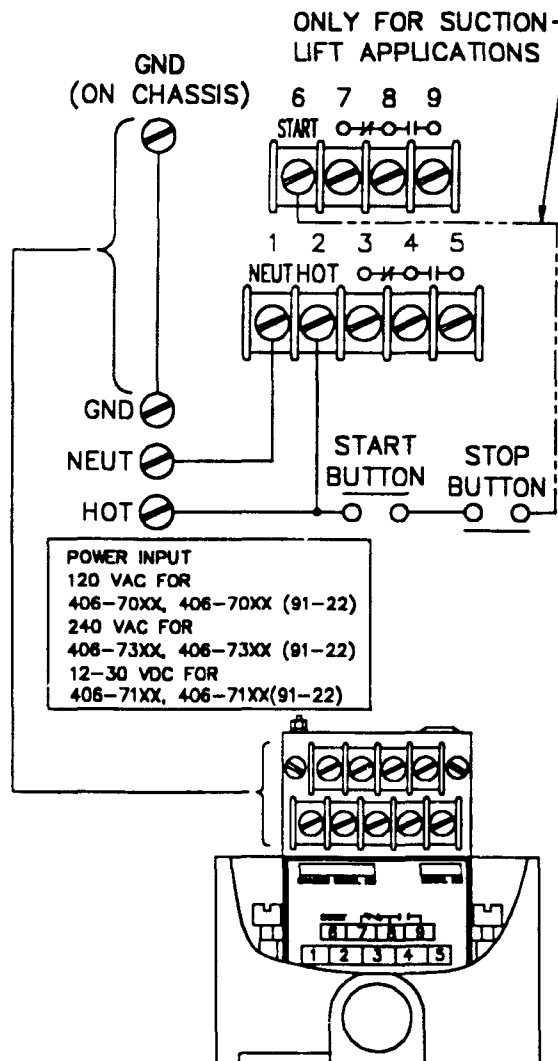 ONLY FOR SUCTION-
LIFT APPLICATIONS
GND
(ON CHASSIS)
6 7 8 9
START
1 2 3 4 5
NEUT HOT
GND
NEUT
HOT
START
BUTTON
STOP
BUTTON
POWER INPUT
120 VAC FOR
406-70XX, 406-70XX (91-22)
240 VAC FOR
406-73XX, 406-73XX (91-22)
12-30 VDC FOR
406-71XX, 406-71XX(91-22)
6 7 8 9
1 2 3 4 5